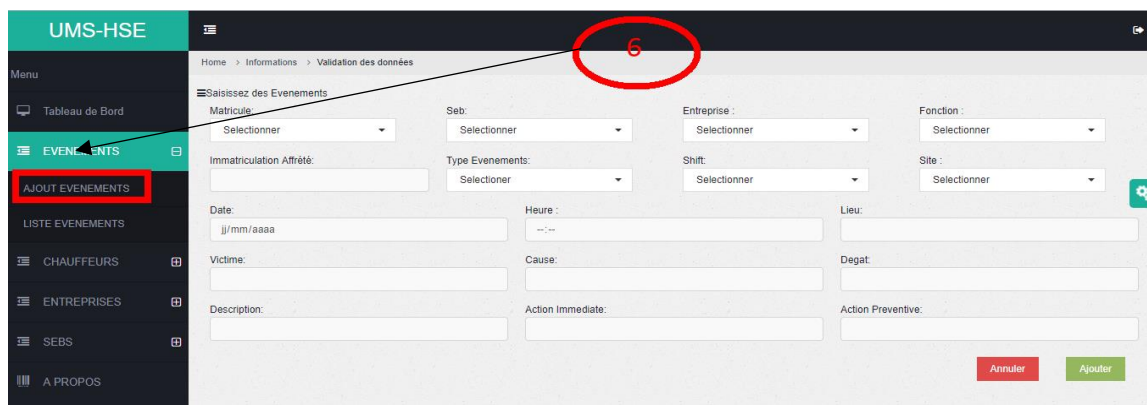 UMS-HSE
6
Home > Informations > Validation des données
Menu
Tableau de Bord
EVENEMENTS
AJOUT EVENEMENTS
LISTE EVENEMENTS
CHAUFFEURS
ENTREPRISES
SEBS
A PROPOS
Saisissez des Evenements
Matricule: Seb: Entreprise : Fonction :
Selectionner Selectionner Selectionner Selectionner
Immatriculation Affrété: Type Evenements: Shift: Site :
Selectioner Selectionner Selectionner
Date: Heure : Lieu:
jj/mm/aaaa --:--
Victime: Cause: Degat:
Description: Action Immediate: Action Preventive:
Annuler Ajouter